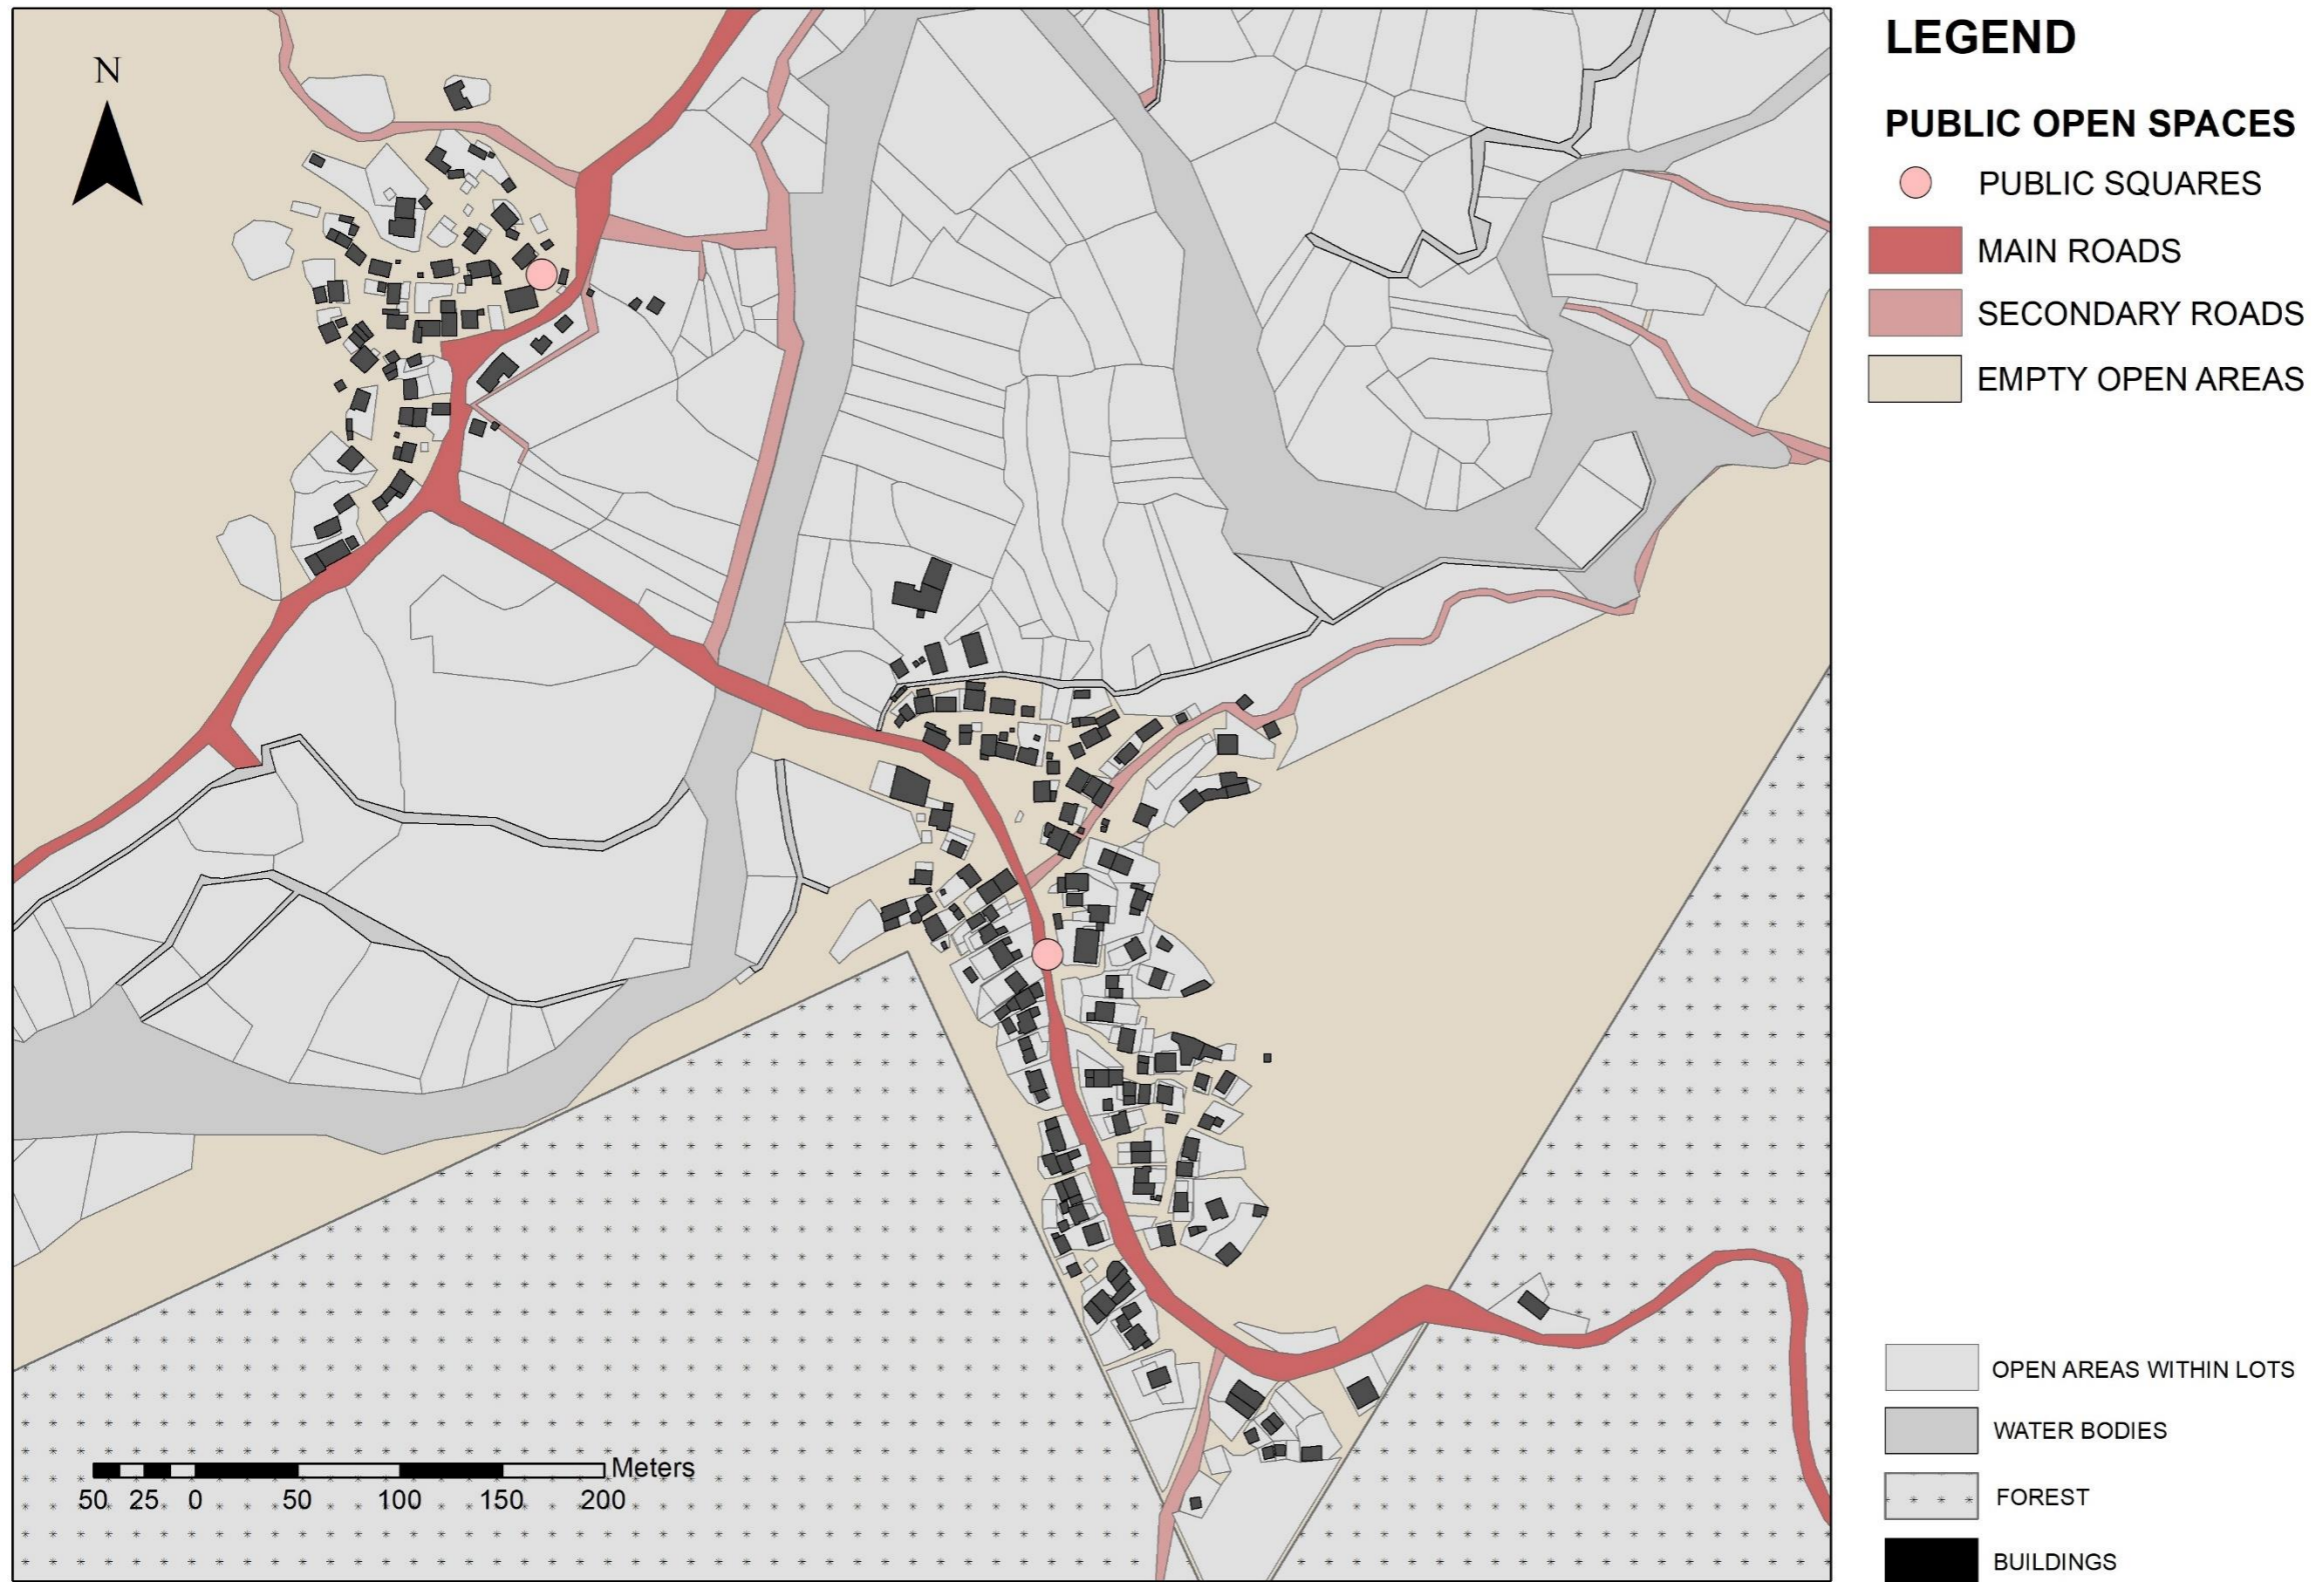 N
Meters
50 25 0 50 100 150 200
LEGEND
PUBLIC OPEN SPACES
PUBLIC SQUARES
MAIN ROADS
SECONDARY ROADS
EMPTY OPEN AREAS
OPEN AREAS WITHIN LOTS
WATER BODIES
FOREST
BUILDINGS